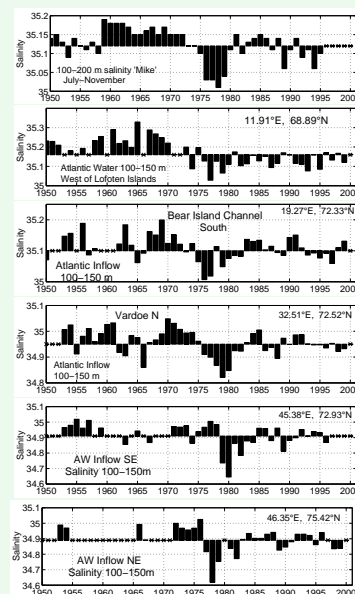 35.2
35.15
35.1
35.05
35
Salinity
100−200 m salinity 'Mike'
July−November
1950 1955 1960 1965 1970 1975 1980 1985 1990 1995 2000
11.91°E, 68.89°N
35.3
35.2
35.1
35
Salinity
Atlantic Water 100−150 m
West of Lofoten Islands
1950 1955 1960 1965 1970 1975 1980 1985 1990 1995 2000
19.27°E, 72.33°N
Bear Island Channel
South
35.2
35.1
35
Salinity
Atlantic Inflow
100−150 m
1950 1955 1960 1965 1970 1975 1980 1985 1990 1995 2000
35.05
Vardoe N
32.51°E, 72.52°N
34.95
34.9
34.8
Salinity
Atlantic Inflow
100−150 m
1950 1955 1960 1965 1970 1975 1980 1985 1990 1995 2000
35.1
45.38°E, 72.93°N
35
34.9
34.8
34.7
34.6
Salinity
AW Inflow SE
Salinity 100−150m
1950 1955 1960 1965 1970 1975 1980 1985 1990 1995 2000
35.1
46.35°E, 75.42°N
35
34.9
34.8
34.7
34.6
Salinity
AW Inflow NE
Salinity 100−150m
1950 1955 1960 1965 1970 1975 1980 1985 1990 1995 2000